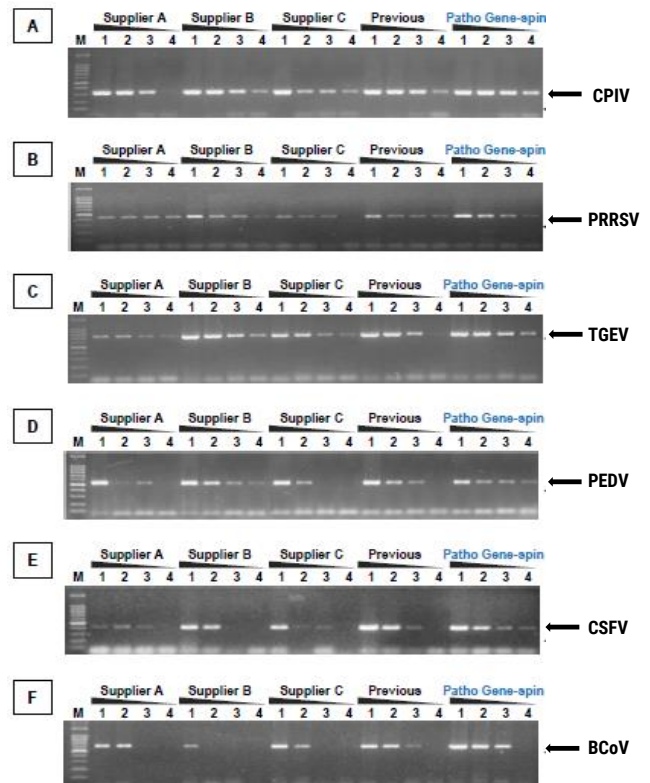 A
Supplier A Supplier B Supplier C Previous Patho Gene-spin
M 1 2 3 4 1 2 3 4 1 2 3 4 1 2 3 4 1 2 3 4
CPIV
B
Supplier A Supplier B Supplier C Previous Patho Gene-spin
M 1 2 3 4 1 2 3 4 1 2 3 4 1 2 3 4 1 2 3 4
PRRSV
C
Supplier A Supplier B Supplier C Previous Patho Gene-spin
M 1 2 3 4 1 2 3 4 1 2 3 4 1 2 3 4 1 2 3 4
TGEV
D
Supplier A Supplier B Supplier C Previous Patho Gene-spin
M 1 2 3 4 1 2 3 4 1 2 3 4 1 2 3 4 1 2 3 4
PEDV
E
Supplier A Supplier B Supplier C Previous Patho Gene-spin
M 1 2 3 4 1 2 3 4 1 2 3 4 1 2 3 4 1 2 3 4
CSFV
F
Supplier A Supplier B Supplier C Previous Patho Gene-spin
M 1 2 3 4 1 2 3 4 1 2 3 4 1 2 3 4 1 2 3 4
BCoV